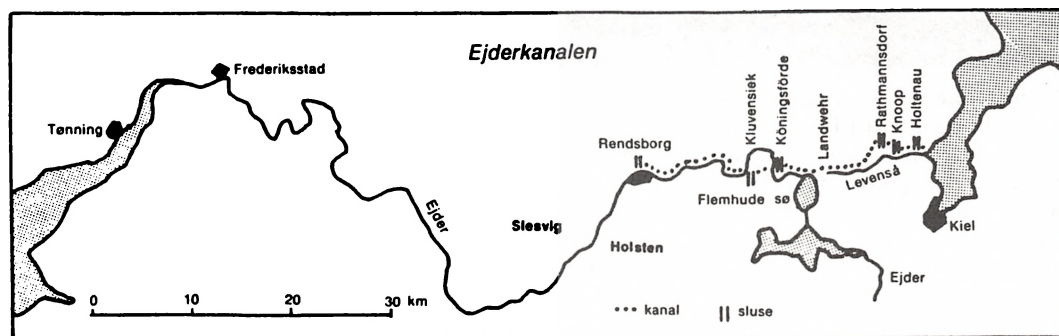 Ejderkanalen
Frederiksstad
Tønning
Ejder
Slesvig
Holsten
Rendsborg
Kluvensiek
Köningsförde
Landwehr
Rathmannsdorf
Knoop
Holtenau
Flemhude sø
Levenså
Kiel
Ejder
0 10 20 30 km
kanal
sluse